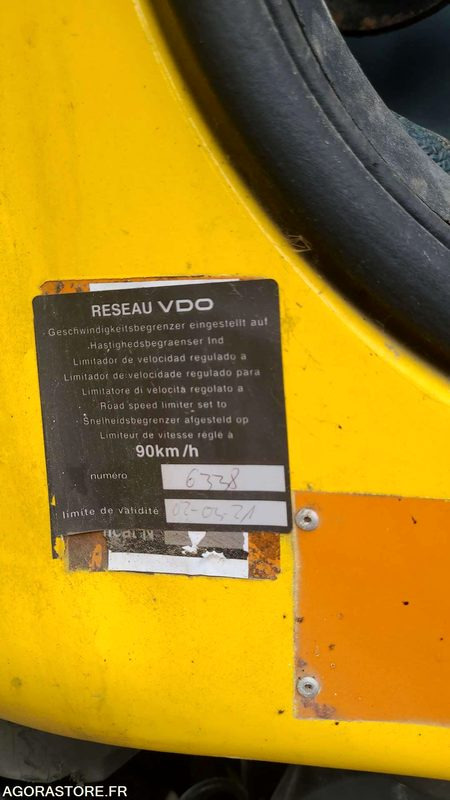 RESEAU VDO
Geschwindigkeitsbegrenzer eingestellt auf
Hastighedsbegraenser Ind
Limitador de velocidad regulado a
Limitador de velocidade regulado para
Limitatore di velocità regolato a
Road speed limiter set to
Snelheidsbegrenzer afgesteld op
Limiteur de vitesse réglé à
90km/h
numéro 6338
limite de validité 02-04-21
AGORASTORE.FR